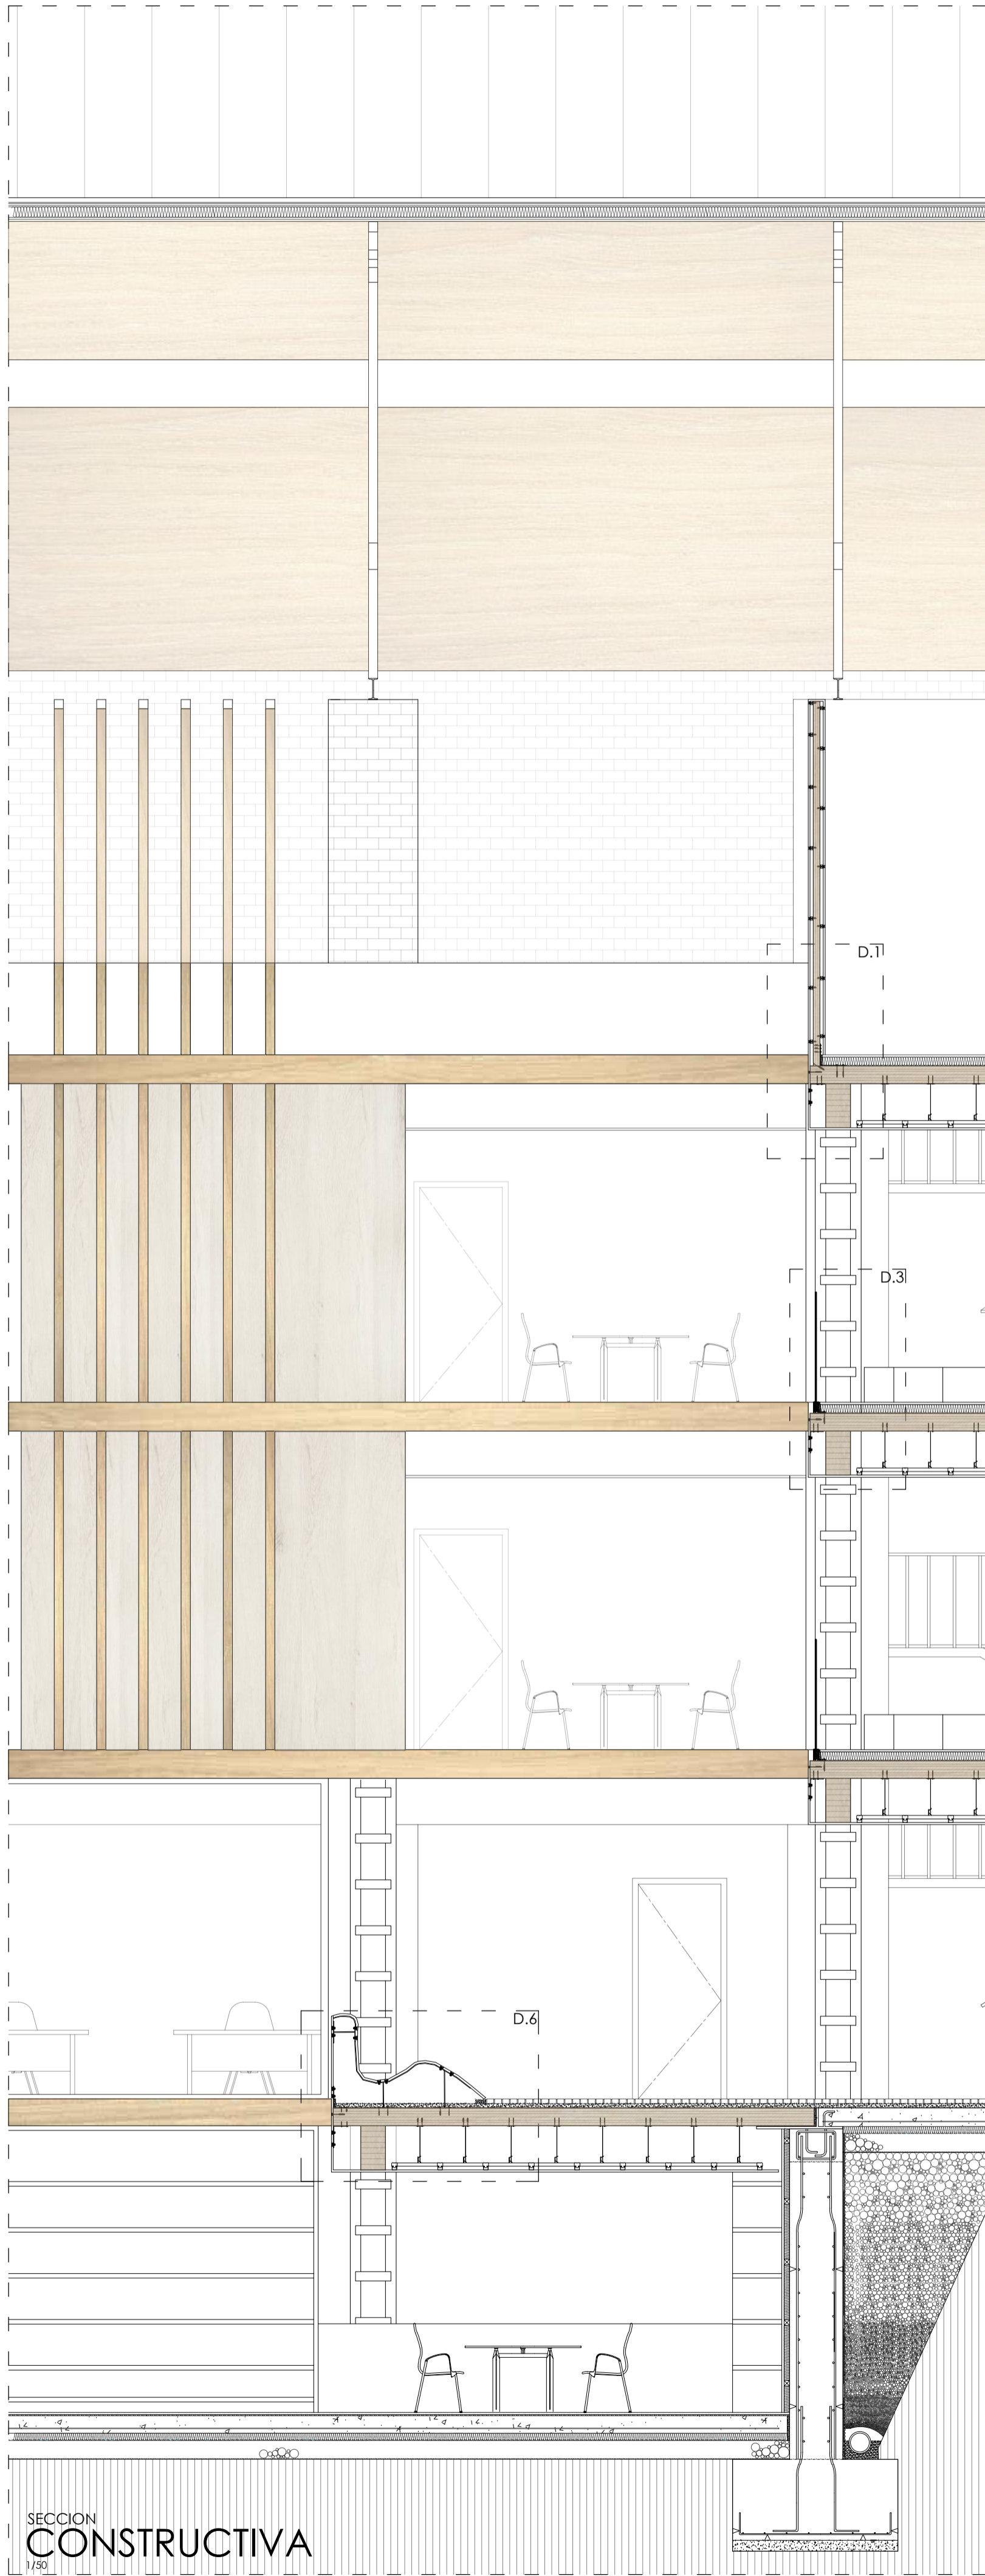 D.1
D.3
D.6
SECCION
CONSTRUCTIVA
1/50